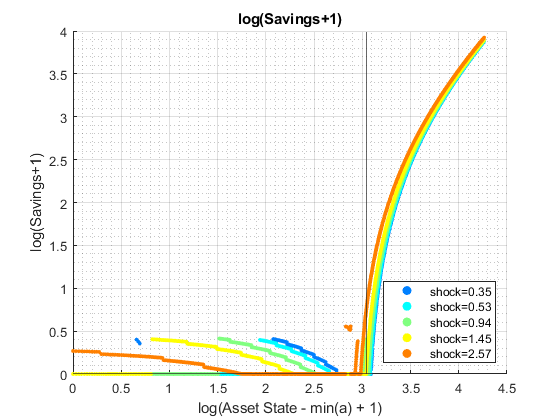 log(Savings+1)
4
3.5
3
2.5
2
1.5
1
0.5
0
log(Savings+1)
shock=0.35
shock=0.53
shock=0.94
shock=1.45
shock=2.57
0 0.5 1 1.5 2 2.5 3 3.5 4 4.5
log(Asset State - min(a) + 1)